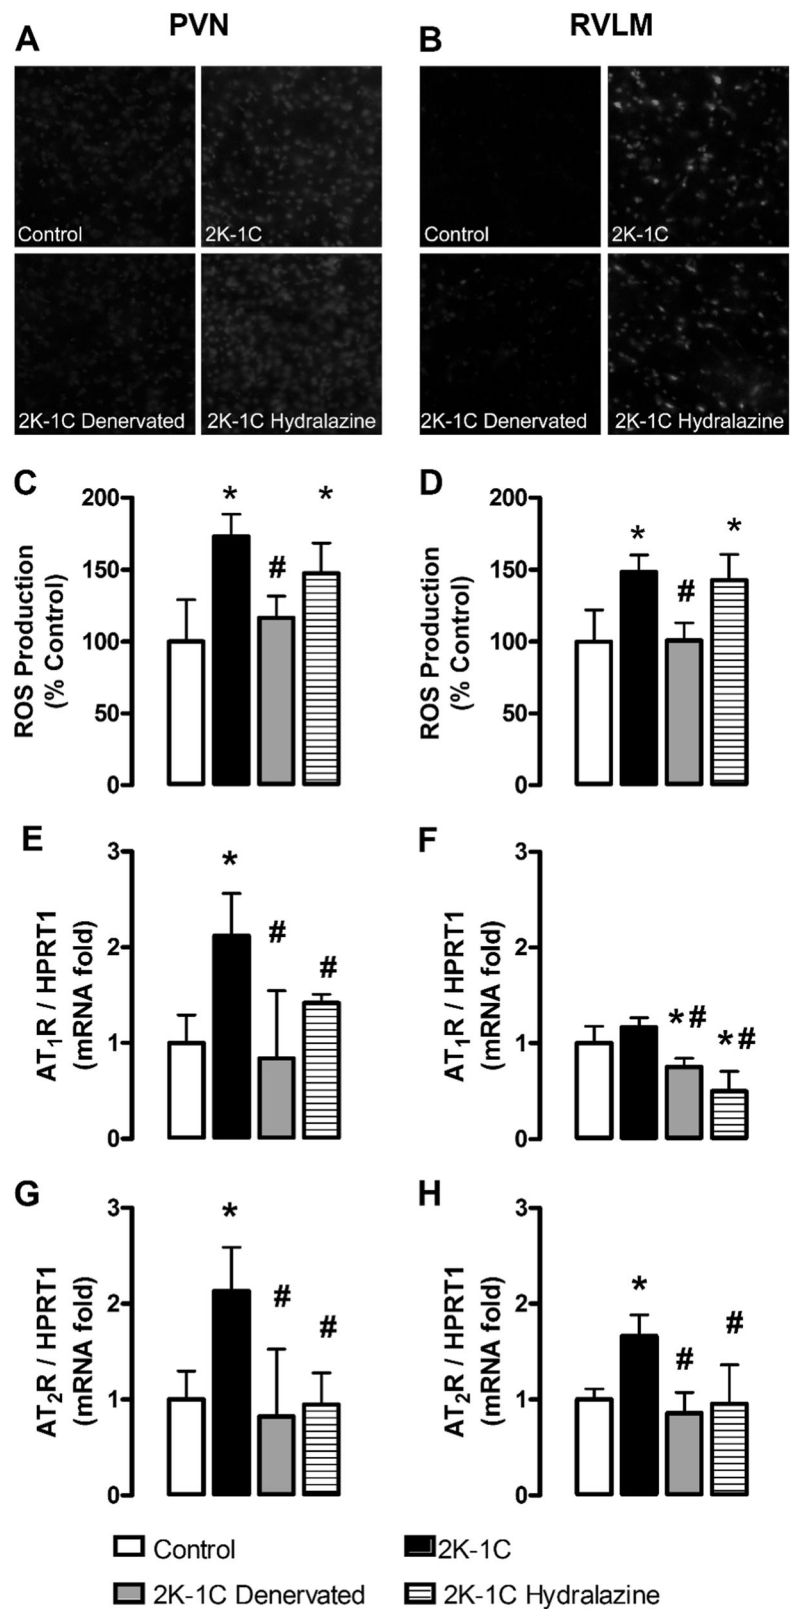 PVN
RVLM
A
B
Control
2K-1C
Control
2K-1C
2K-1C Denervated
2K-1C Hydralazine
2K-1C Denervated
2K-1C Hydralazine
C
ROS Production
(% Control)
200
150
100
50
0
*
#
*
D
ROS Production
(% Control)
200
150
100
50
0
*
#
*
E
AT₁R / HPRT1
(mRNA fold)
3
2
1
0
*
#
#
F
AT₁R / HPRT1
(mRNA fold)
3
2
1
0
*#
*#
G
AT₂R / HPRT1
(mRNA fold)
3
2
1
0
*
#
#
H
AT₂R / HPRT1
(mRNA fold)
3
2
1
0
*
#
#
Control
2K-1C
2K-1C Denervated
2K-1C Hydralazine